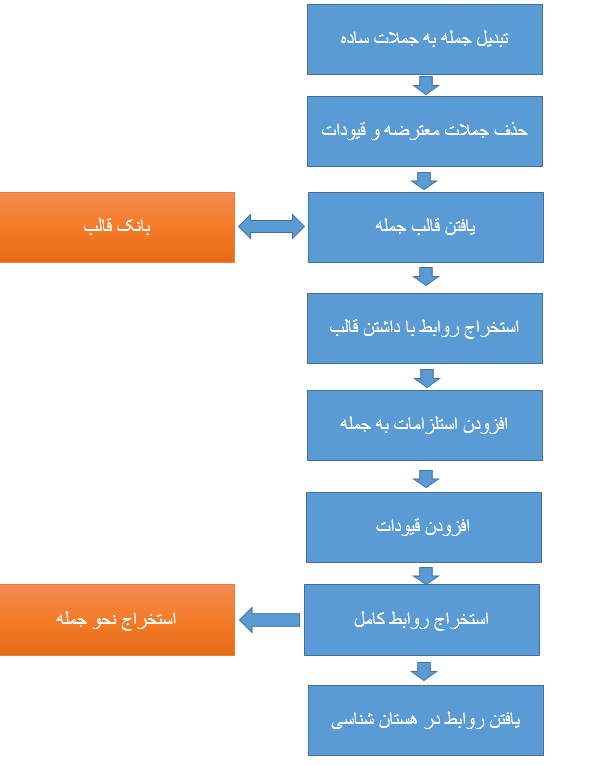 تبدیل جمله به جملات ساده
حذف جملات معترضه و قیودات
یافتن قالب جمله
بانک قالب
استخراج روابط با داشتن قالب
افزودن استلزامات به جمله
افزودن قیودات
استخراج روابط کامل
استخراج نحو جمله
یافتن روابط در هستان شناسی